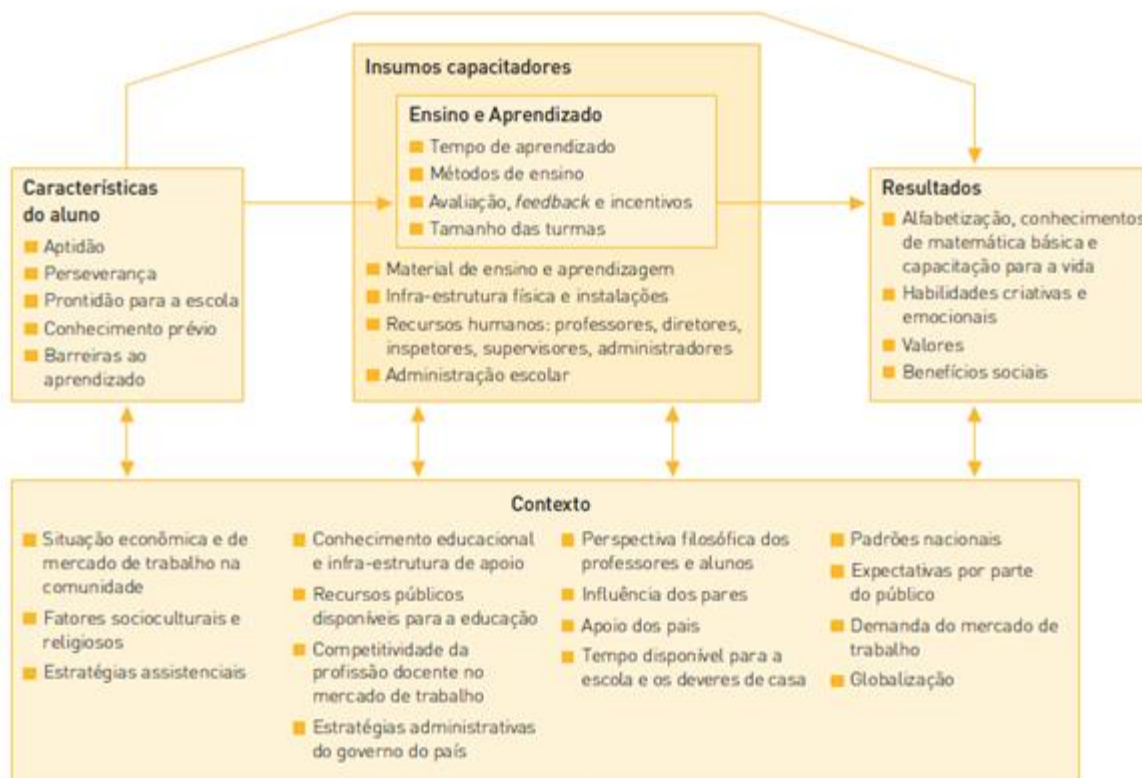 Insumos capacitadores
Ensino e Aprendizado
Tempo de aprendizado
Métodos de ensino
Avaliação, feedback e incentivos
Tamanho das turmas
Material de ensino e aprendizagem
Infra-estrutura física e instalações
Recursos humanos: professores, diretores,
inspetores, supervisores, administradores
Administração escolar
Características
do aluno
Aptidão
Perseverança
Prontidão para a escola
Conhecimento prévio
Barreiras ao
aprendizado
Resultados
Alfabetização, conhecimentos
de matemática básica e
capacitação para a vida
Habilidades criativas e
emocionais
Valores
Benefícios sociais
Contexto
Situação econômica e de
mercado de trabalho na
comunidade
Fatores socioculturais e
religiosos
Estratégias assistenciais
Conhecimento educacional
e infra-estrutura de apoio
Recursos públicos
disponíveis para a educação
Competitividade da
profissão docente no
mercado de trabalho
Estratégias administrativas
do governo do país
Perspectiva filosófica dos
professores e alunos
Influência dos pares
Apoio dos pais
Tempo disponível para a
escola e os deveres de casa
Padrões nacionais
Expectativas por parte
do público
Demanda do mercado de
trabalho
Globalização